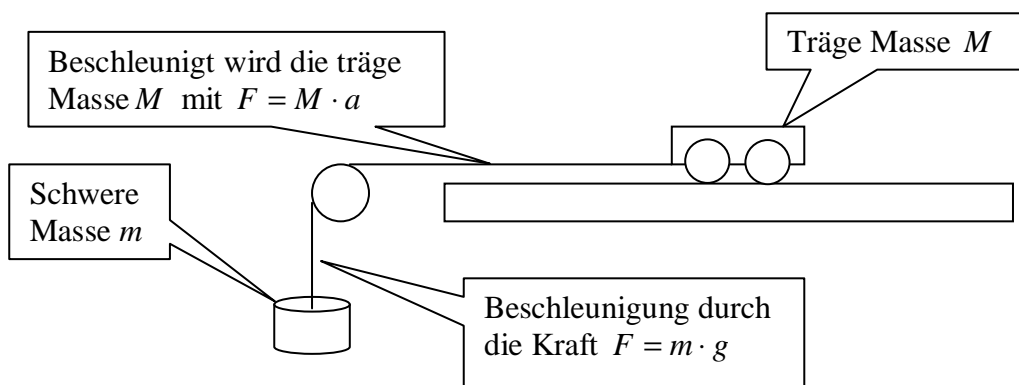 Träge Masse M
Beschleunigt wird die träge
Masse M mit F = M · a
Schwere
Masse m
Beschleunigung durch
die Kraft F = m · g